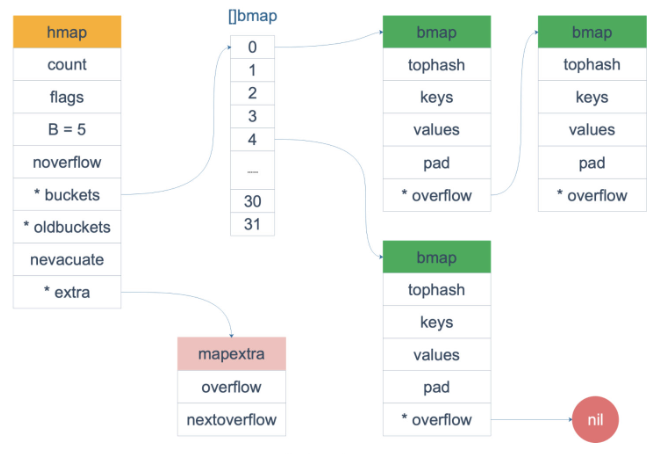 hmap
count
flags
B = 5
noverflow
* buckets
* oldbuckets
nevacuate
* extra
[]bmap
0
1
2
3
4
......
30
31
bmap
tophash
keys
values
pad
* overflow
bmap
tophash
keys
values
pad
* overflow
bmap
tophash
keys
values
pad
* overflow
nil
mapextra
overflow
nextoverflow